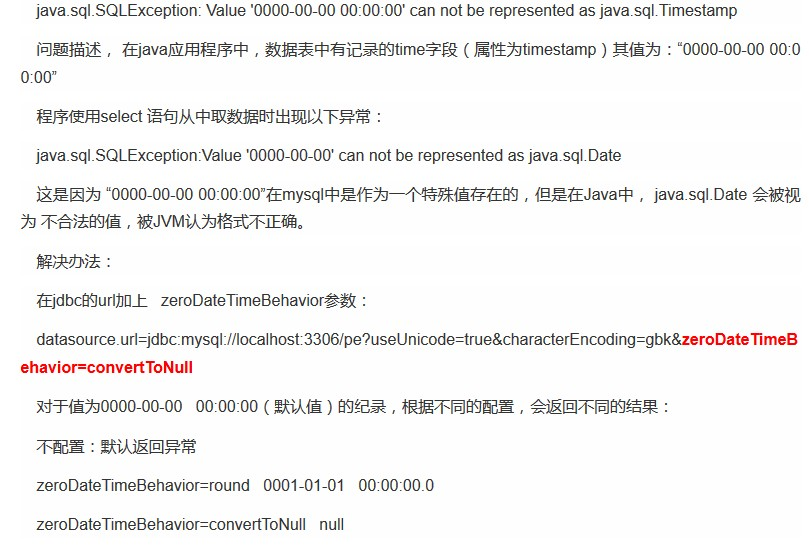 java.sql.SQLException: Value '0000-00-00 00:00:00' can not be represented as java.sql.Timestamp
问题描述， 在java应用程序中，数据表中有记录的time字段（属性为timestamp）其值为：“0000-00-00 00:0
0:00”
程序使用select 语句从中取数据时出现以下异常：
java.sql.SQLException:Value '0000-00-00' can not be represented as java.sql.Date
这是因为 “0000-00-00 00:00:00”在mysql中是作为一个特殊值存在的，但是在Java中， java.sql.Date 会被视
为 不合法的值，被JVM认为格式不正确。
解决办法：
在jdbc的url加上   zeroDateTimeBehavior参数：
datasource.url=jdbc:mysql://localhost:3306/pe?useUnicode=true&characterEncoding=gbk&zeroDateTimeB
ehavior=convertToNull
对于值为0000-00-00   00:00:00（默认值）的纪录，根据不同的配置，会返回不同的结果：
不配置：默认返回异常
zeroDateTimeBehavior=round   0001-01-01   00:00:00.0
zeroDateTimeBehavior=convertToNull   null